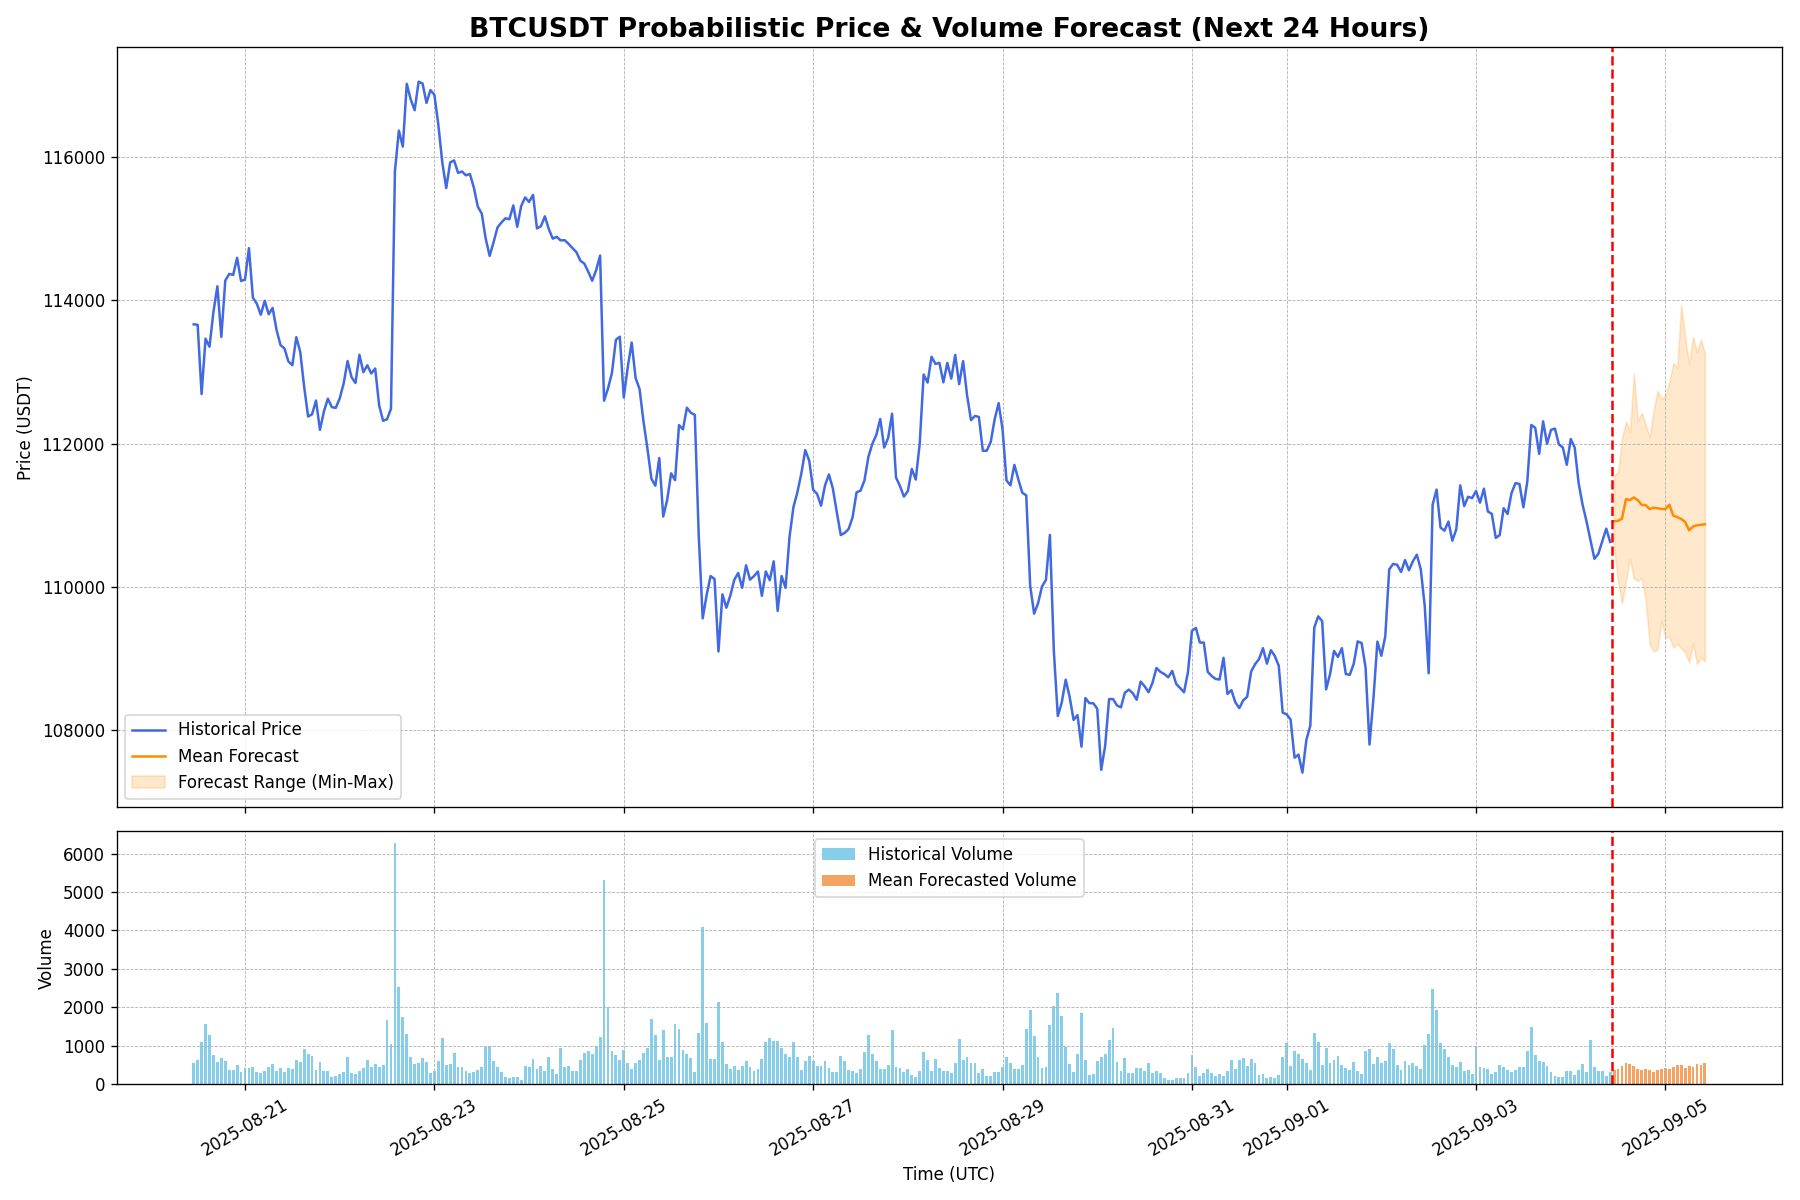 BTCUSDT Probabilistic Price & Volume Forecast (Next 24 Hours)
Price (USDT)
116000
114000
112000
110000
108000
Historical Price
Mean Forecast
Forecast Range (Min-Max)
Volume
6000
5000
4000
3000
2000
1000
0
Historical Volume
Mean Forecasted Volume
2025-08-21
2025-08-23
2025-08-25
2025-08-27
2025-08-29
2025-08-31
2025-09-01
2025-09-03
2025-09-05
Time (UTC)